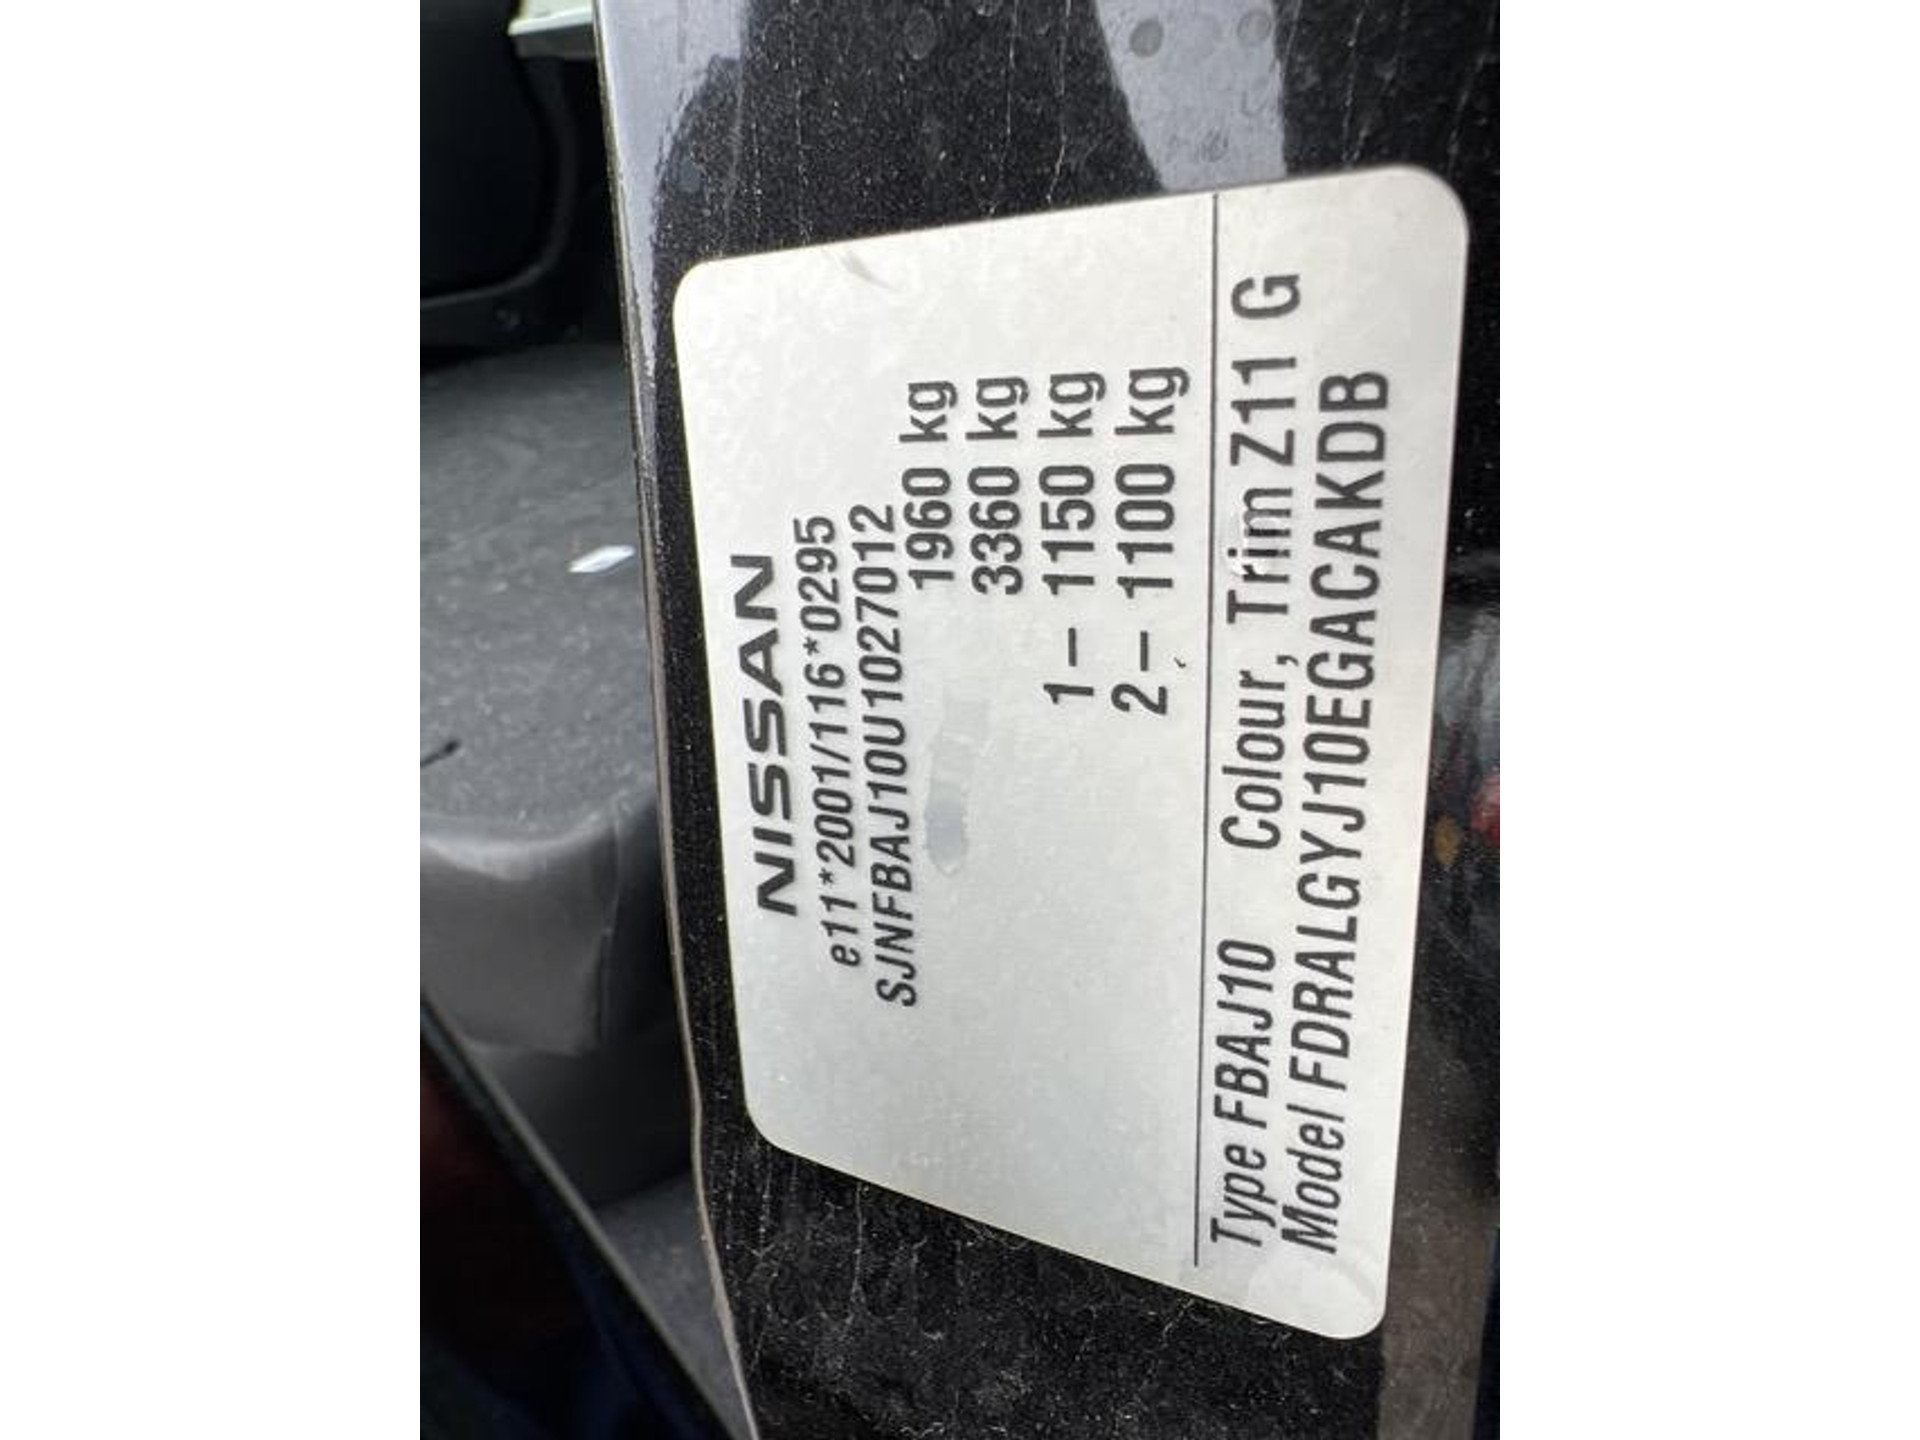 NISSAN
e11*2001/116*0295
SJNFBAJ10U1027012
1960 kg
3360 kg
1– 1150 kg
2– 1100 kg
Type FBAJ10 Colour, Trim Z11 G
Model FDRALGYJ10EGACAKDB